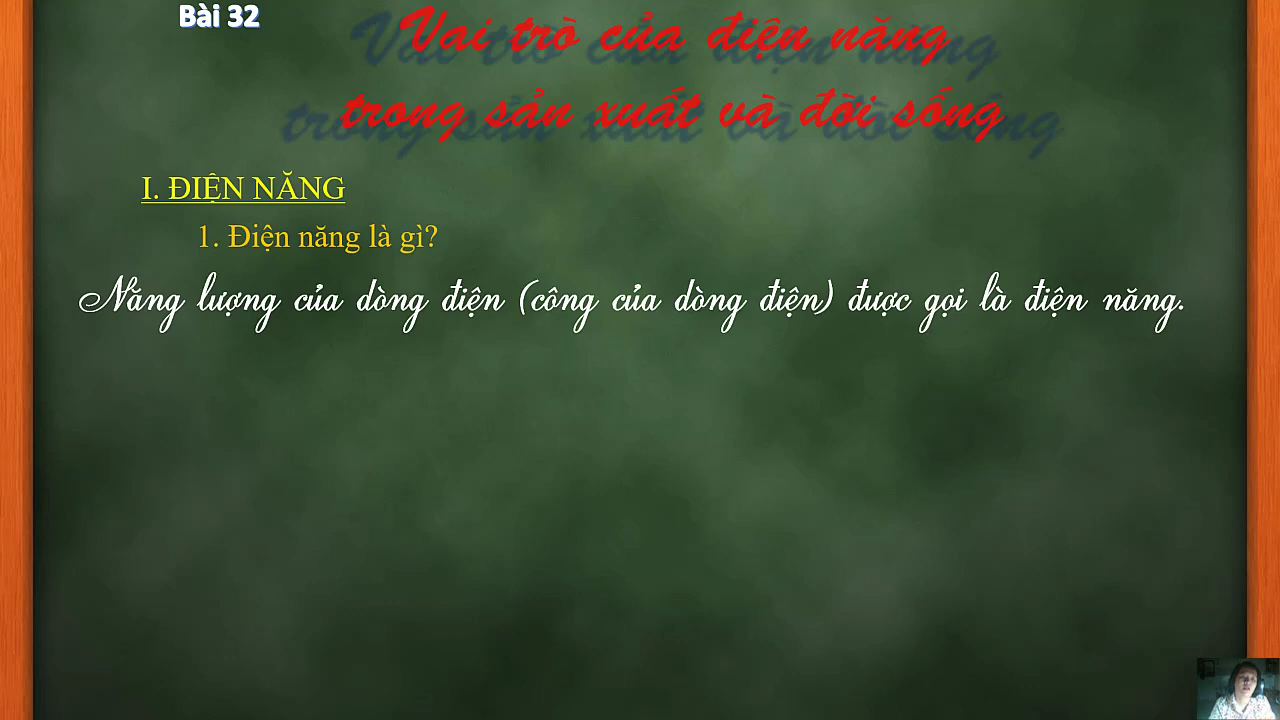 Bài 32
Vai trò của điện năng
trong sản xuất và đời sống
I. ĐIỆN NĂNG
1. Điện năng là gì?
Năng lượng của dòng điện (công của dòng điện) được gọi là điện năng.